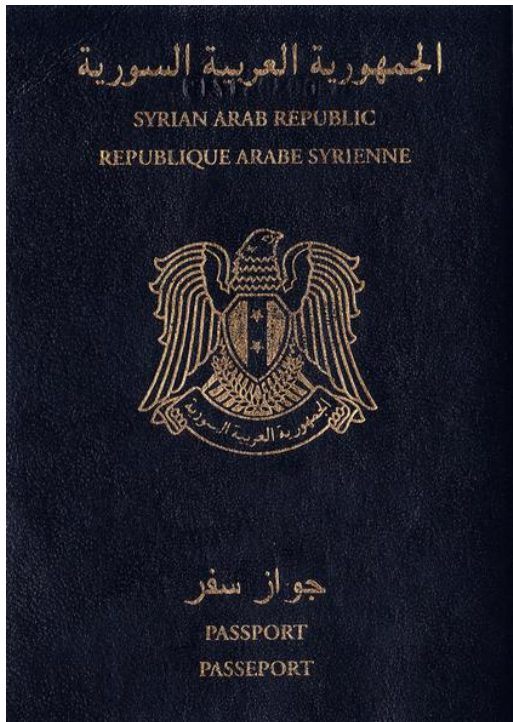 الجمهورية العربية السورية
SYRIAN ARAB REPUBLIC
REPUBLIQUE ARABE SYRIENNE
الجمهورية العربية السورية
جواز سفر
PASSPORT
PASSEPORT